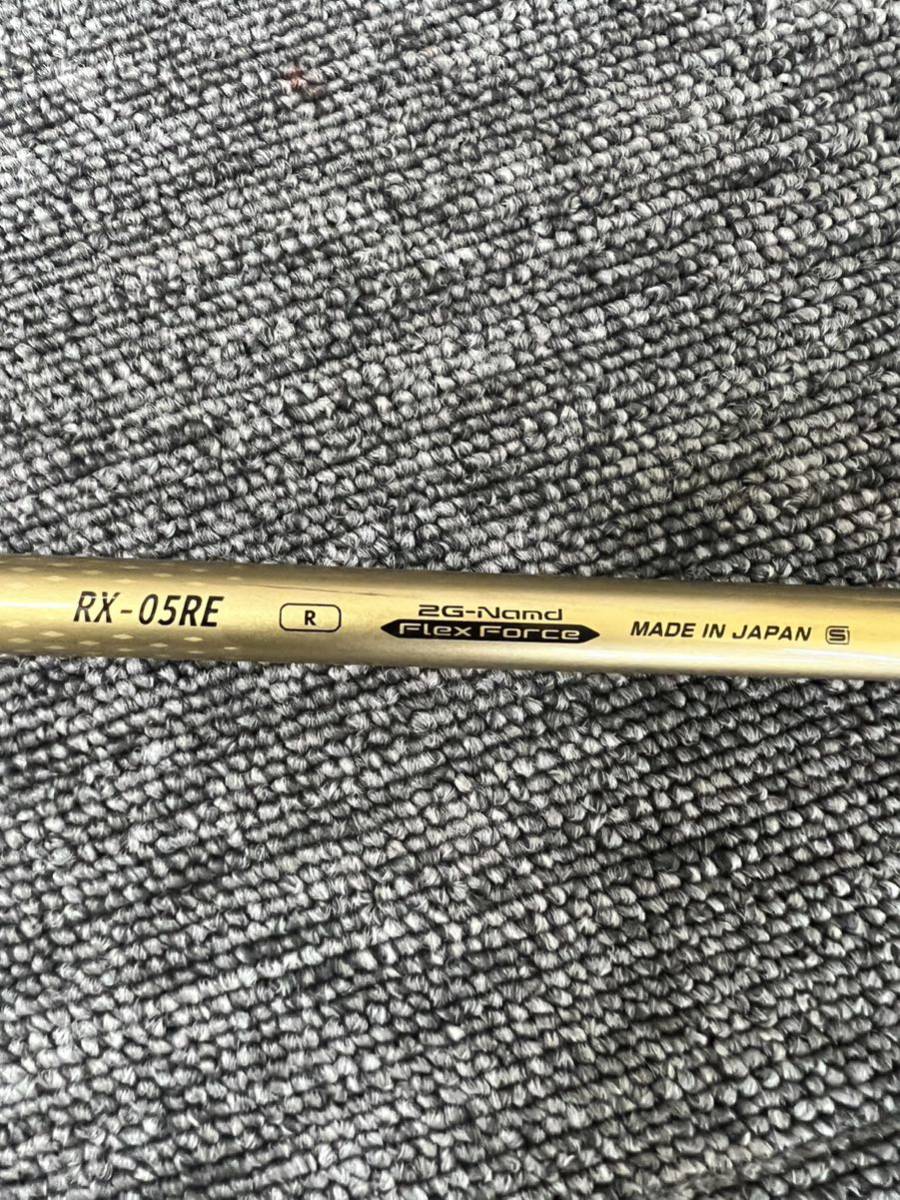 RX-05RE
R
2G-Namd
Flex Force
MADE IN JAPAN S